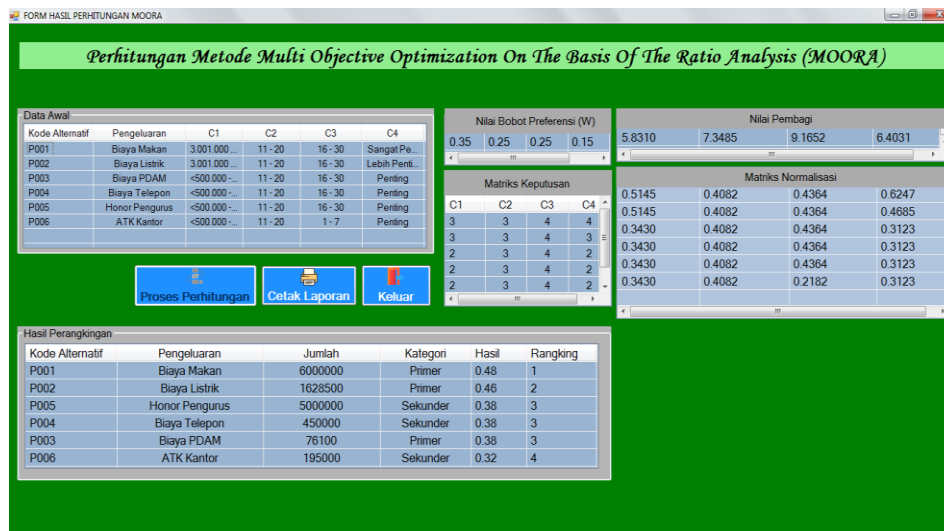 FORM HASIL PERHITUNGAN MOORA
Perhitungan Metode Multi Objective Optimization On The Basis Of The Ratio Analysis (MOORA)
Data Awal
Kode Alternatif Pengeluaran C1 C2 C3 C4
P001 Biaya Makan 3.001.000 ... 11 - 20 16 - 30 Sangat Pe...
P002 Biaya Listrik 3.001.000 ... 11 - 20 16 - 30 Lebih Penti...
P003 Biaya PDAM <500.000 -... 11 - 20 16 - 30 Penting
P004 Biaya Telepon <500.000 -... 11 - 20 16 - 30 Penting
P005 Honor Pengurus <500.000 -... 11 - 20 16 - 30 Penting
P006 ATK Kantor <500.000 -... 11 - 20 1 - 7 Penting
Nilai Bobot Preferensi (W)
0.35 0.25 0.25 0.15
Nilai Pembagi
5.8310 7.3485 9.1652 6.4031
Matriks Keputusan
C1 C2 C3 C4
3 3 4 4
3 3 4 3
2 3 4 2
2 3 4 2
2 3 4 2
Matriks Normalisasi
0.5145 0.4082 0.4364 0.6247
0.5145 0.4082 0.4364 0.4685
0.3430 0.4082 0.4364 0.3123
0.3430 0.4082 0.4364 0.3123
0.3430 0.4082 0.4364 0.3123
0.3430 0.4082 0.2182 0.3123
Proses Perhitungan Cetak Laporan Keluar
Hasil Perangkingan
Kode Alternatif Pengeluaran Jumlah Kategori Hasil Rangking
P001 Biaya Makan 6000000 Primer 0.48 1
P002 Biaya Listrik 1628500 Primer 0.46 2
P005 Honor Pengurus 5000000 Sekunder 0.38 3
P004 Biaya Telepon 450000 Sekunder 0.38 3
P003 Biaya PDAM 76100 Primer 0.38 3
P006 ATK Kantor 195000 Sekunder 0.32 4